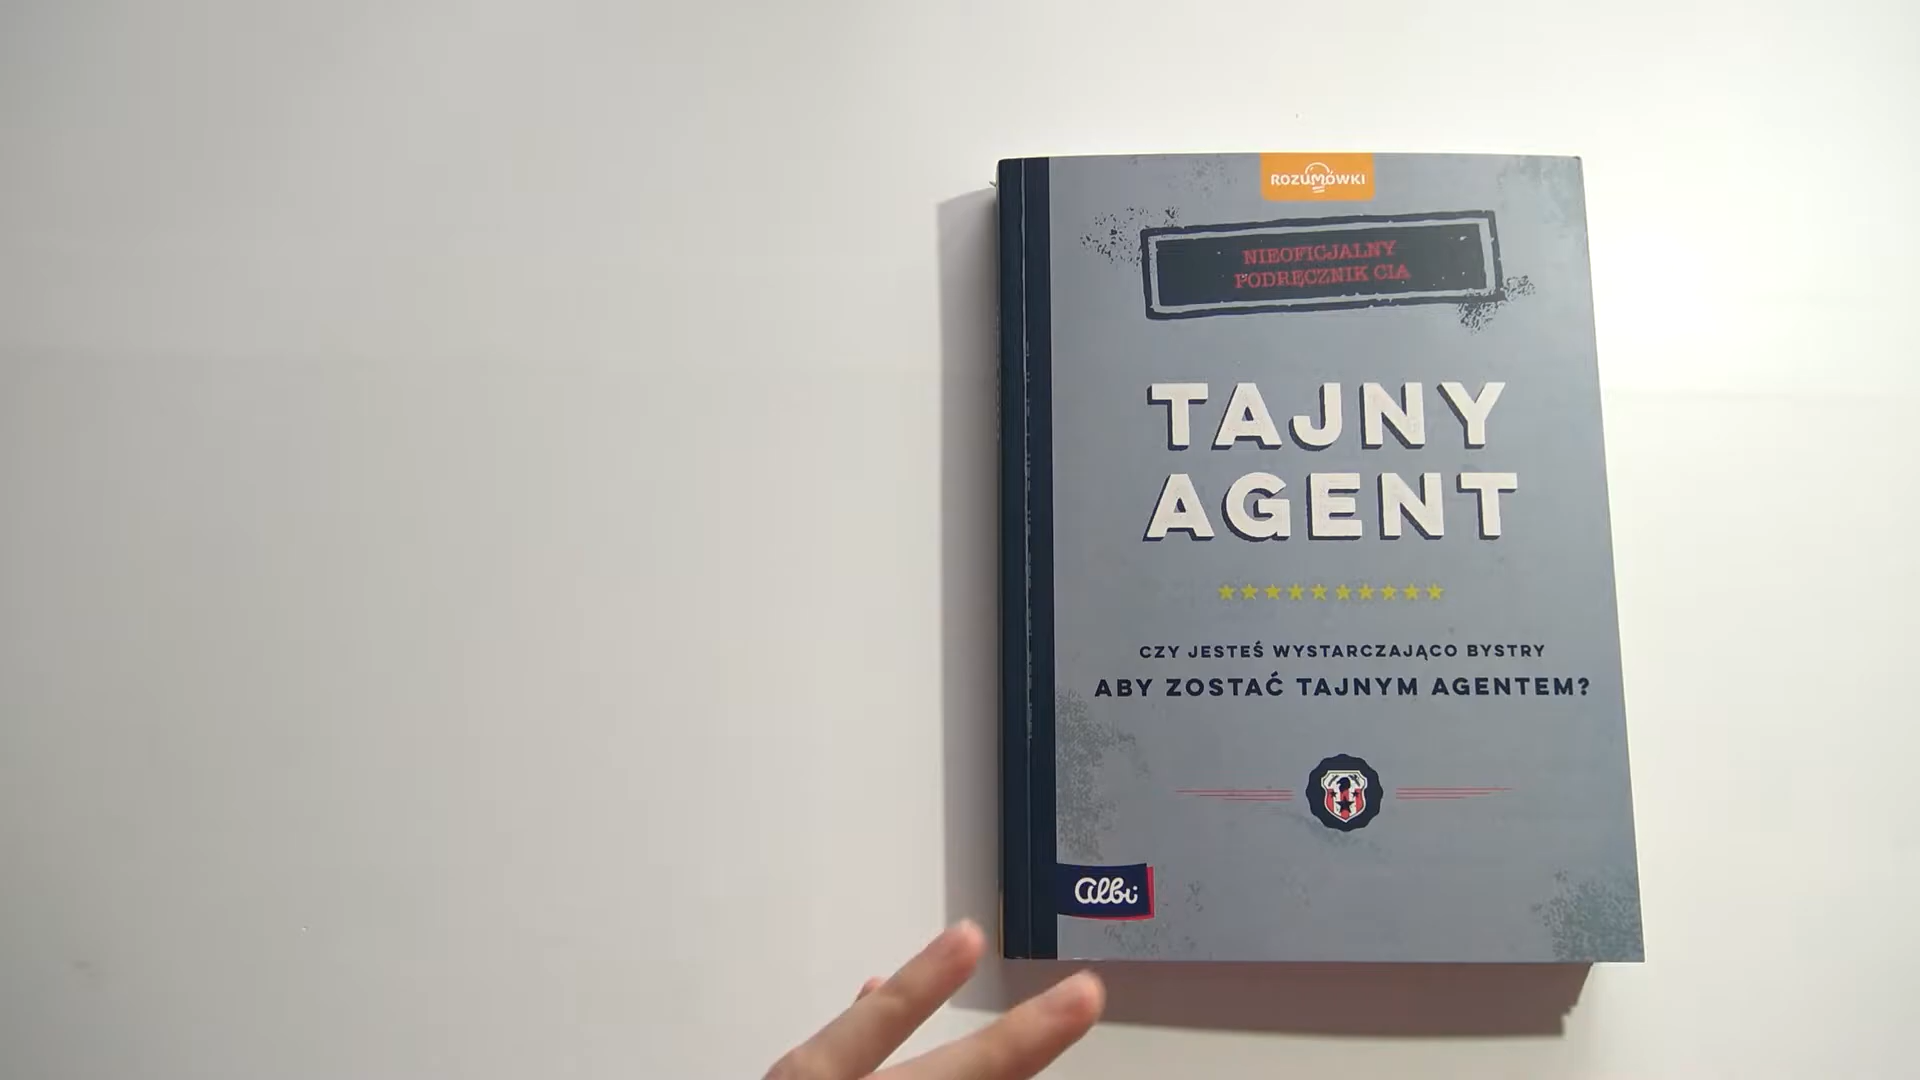 ROZUMÓWKI
NIEOFICJALNY
PODRĘCZNIK CIA
TAJNY
AGENT
CZY JESTEŚ WYSTARCZAJĄCO BYSTRY
ABY ZOSTAĆ TAJNYM AGENTEM?
albi